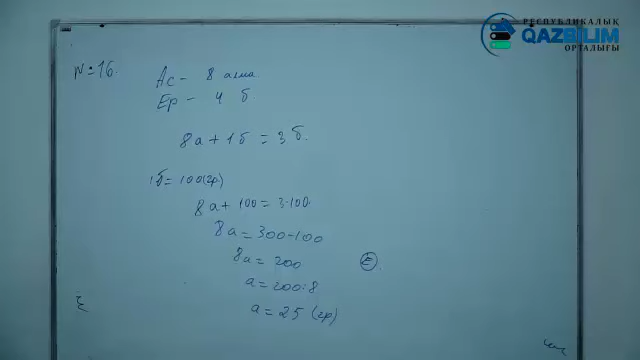 РЕСПУБЛИКАЛЫҚ
QAZBILIM
ОРТАЛЫҒЫ
N=16.
Ас - 8 алма
Ер - 4 б
8а + 1б = 3б.
1б = 100(гр)
8а + 100 = 3·100
8а = 300-100
8а = 200
E
а = 200:8
а = 25 (гр)